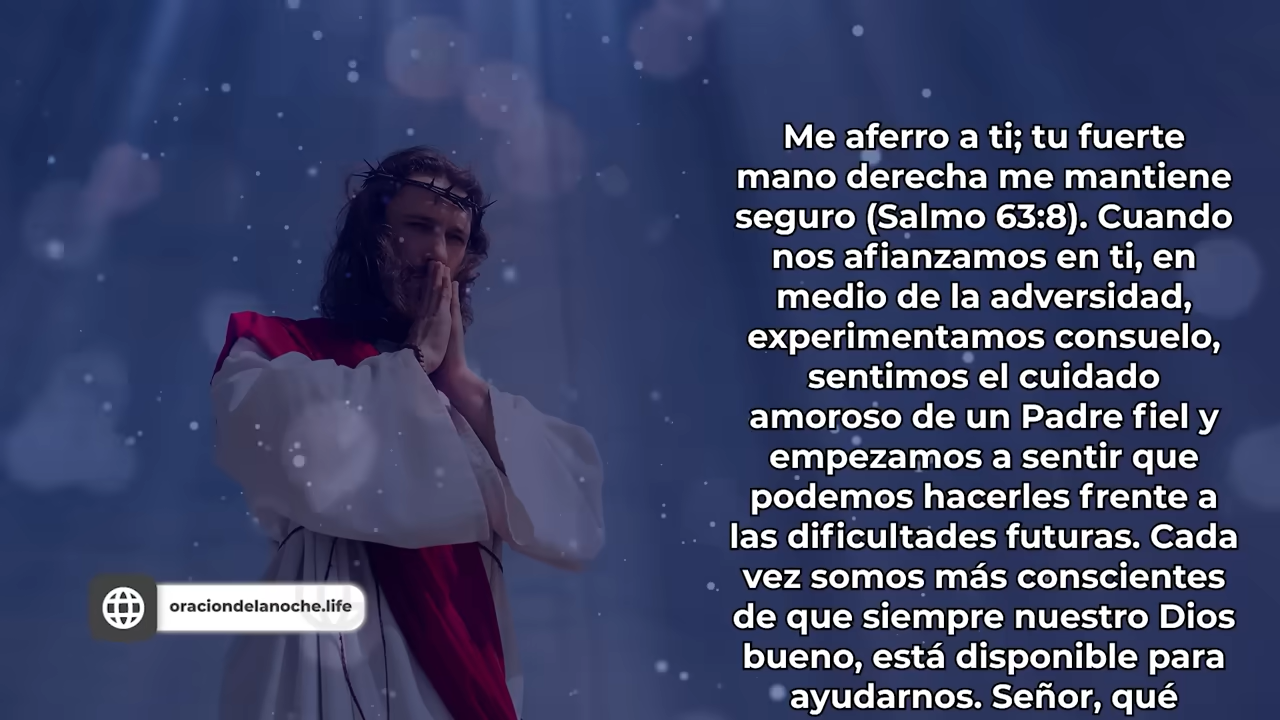 Me aferro a ti; tu fuerte
mano derecha me mantiene
seguro (Salmo 63:8). Cuando
nos afianzamos en ti, en
medio de la adversidad,
experimentamos consuelo,
sentimos el cuidado
amoroso de un Padre fiel y
empezamos a sentir que
podemos hacerles frente a
las dificultades futuras. Cada
vez somos más conscientes
de que siempre nuestro Dios
bueno, está disponible para
ayudarnos. Señor, qué
oraciondelanoche.life